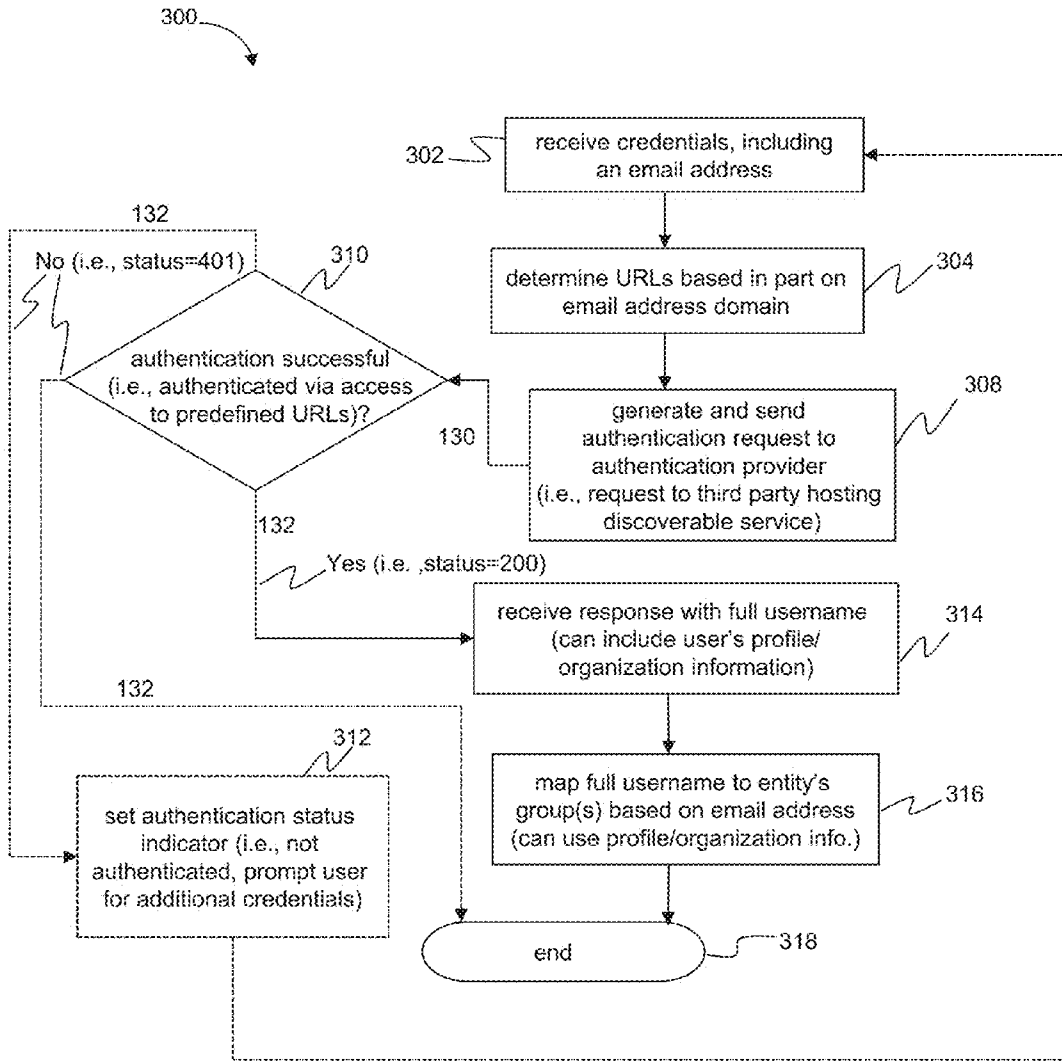 300
302
receive credentials, including
an email address
132
No (i.e., status=401)
310
304
determine URLs based in part on
email address domain
authentication successful
(i.e., authenticated via access
to predefined URLs)?
130
308
generate and send
authentication request to
authentication provider
(i.e., request to third party hosting
discoverable service)
132
Yes (i.e. ,status=200)
receive response with full username
(can include user's profile/
organization information)
314
132
312
set authentication status
indicator (i.e., not
authenticated, prompt user
for additional credentials)
map full username to entity's
group(s) based on email address
(can use profile/organization info.)
316
end
318